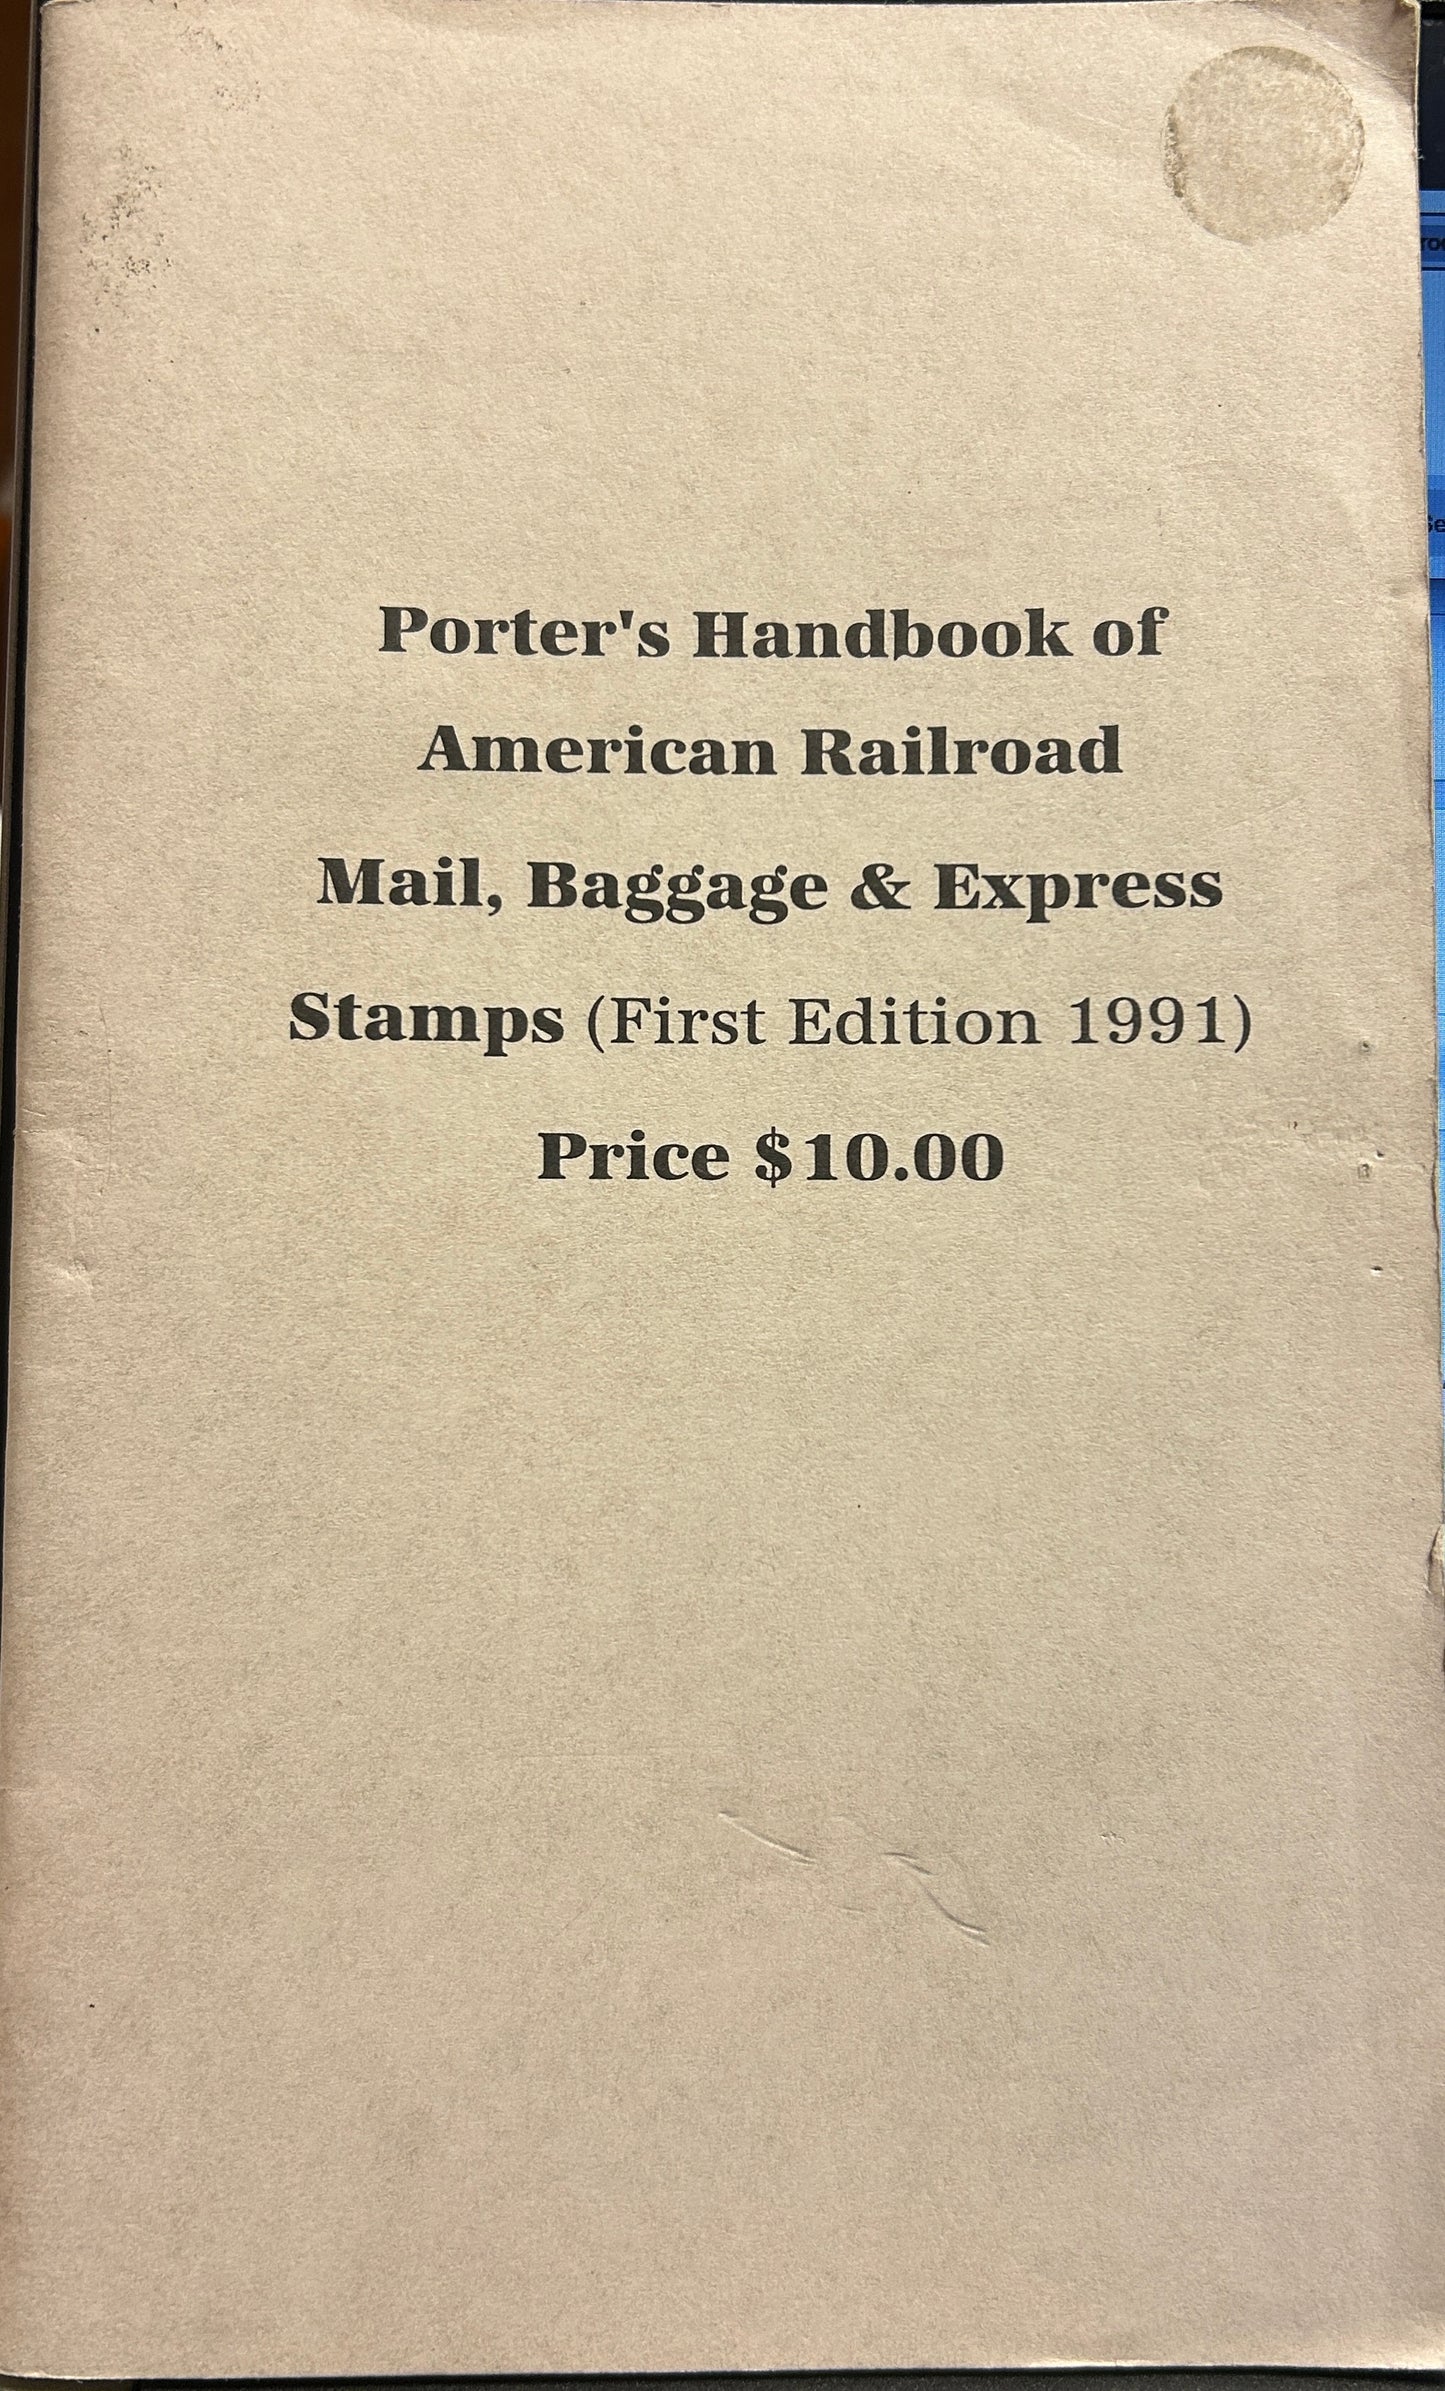 Porter's Handbook of
American Railroad
Mail, Baggage & Express
Stamps (First Edition 1991)
Price $10.00